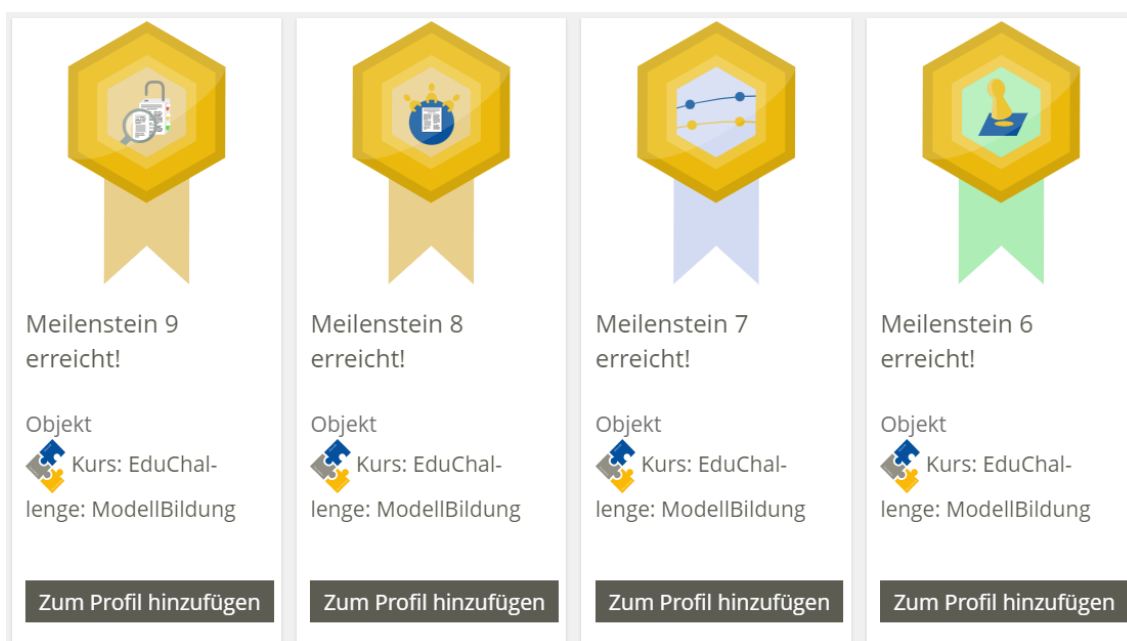 Meilenstein 9
erreicht!
Objekt
Kurs: EduChal-
lenge: ModellBildung
Zum Profil hinzufügen
Meilenstein 8
erreicht!
Objekt
Kurs: EduChal-
lenge: ModellBildung
Zum Profil hinzufügen
Meilenstein 7
erreicht!
Objekt
Kurs: EduChal-
lenge: ModellBildung
Zum Profil hinzufügen
Meilenstein 6
erreicht!
Objekt
Kurs: EduChal-
lenge: ModellBildung
Zum Profil hinzufügen